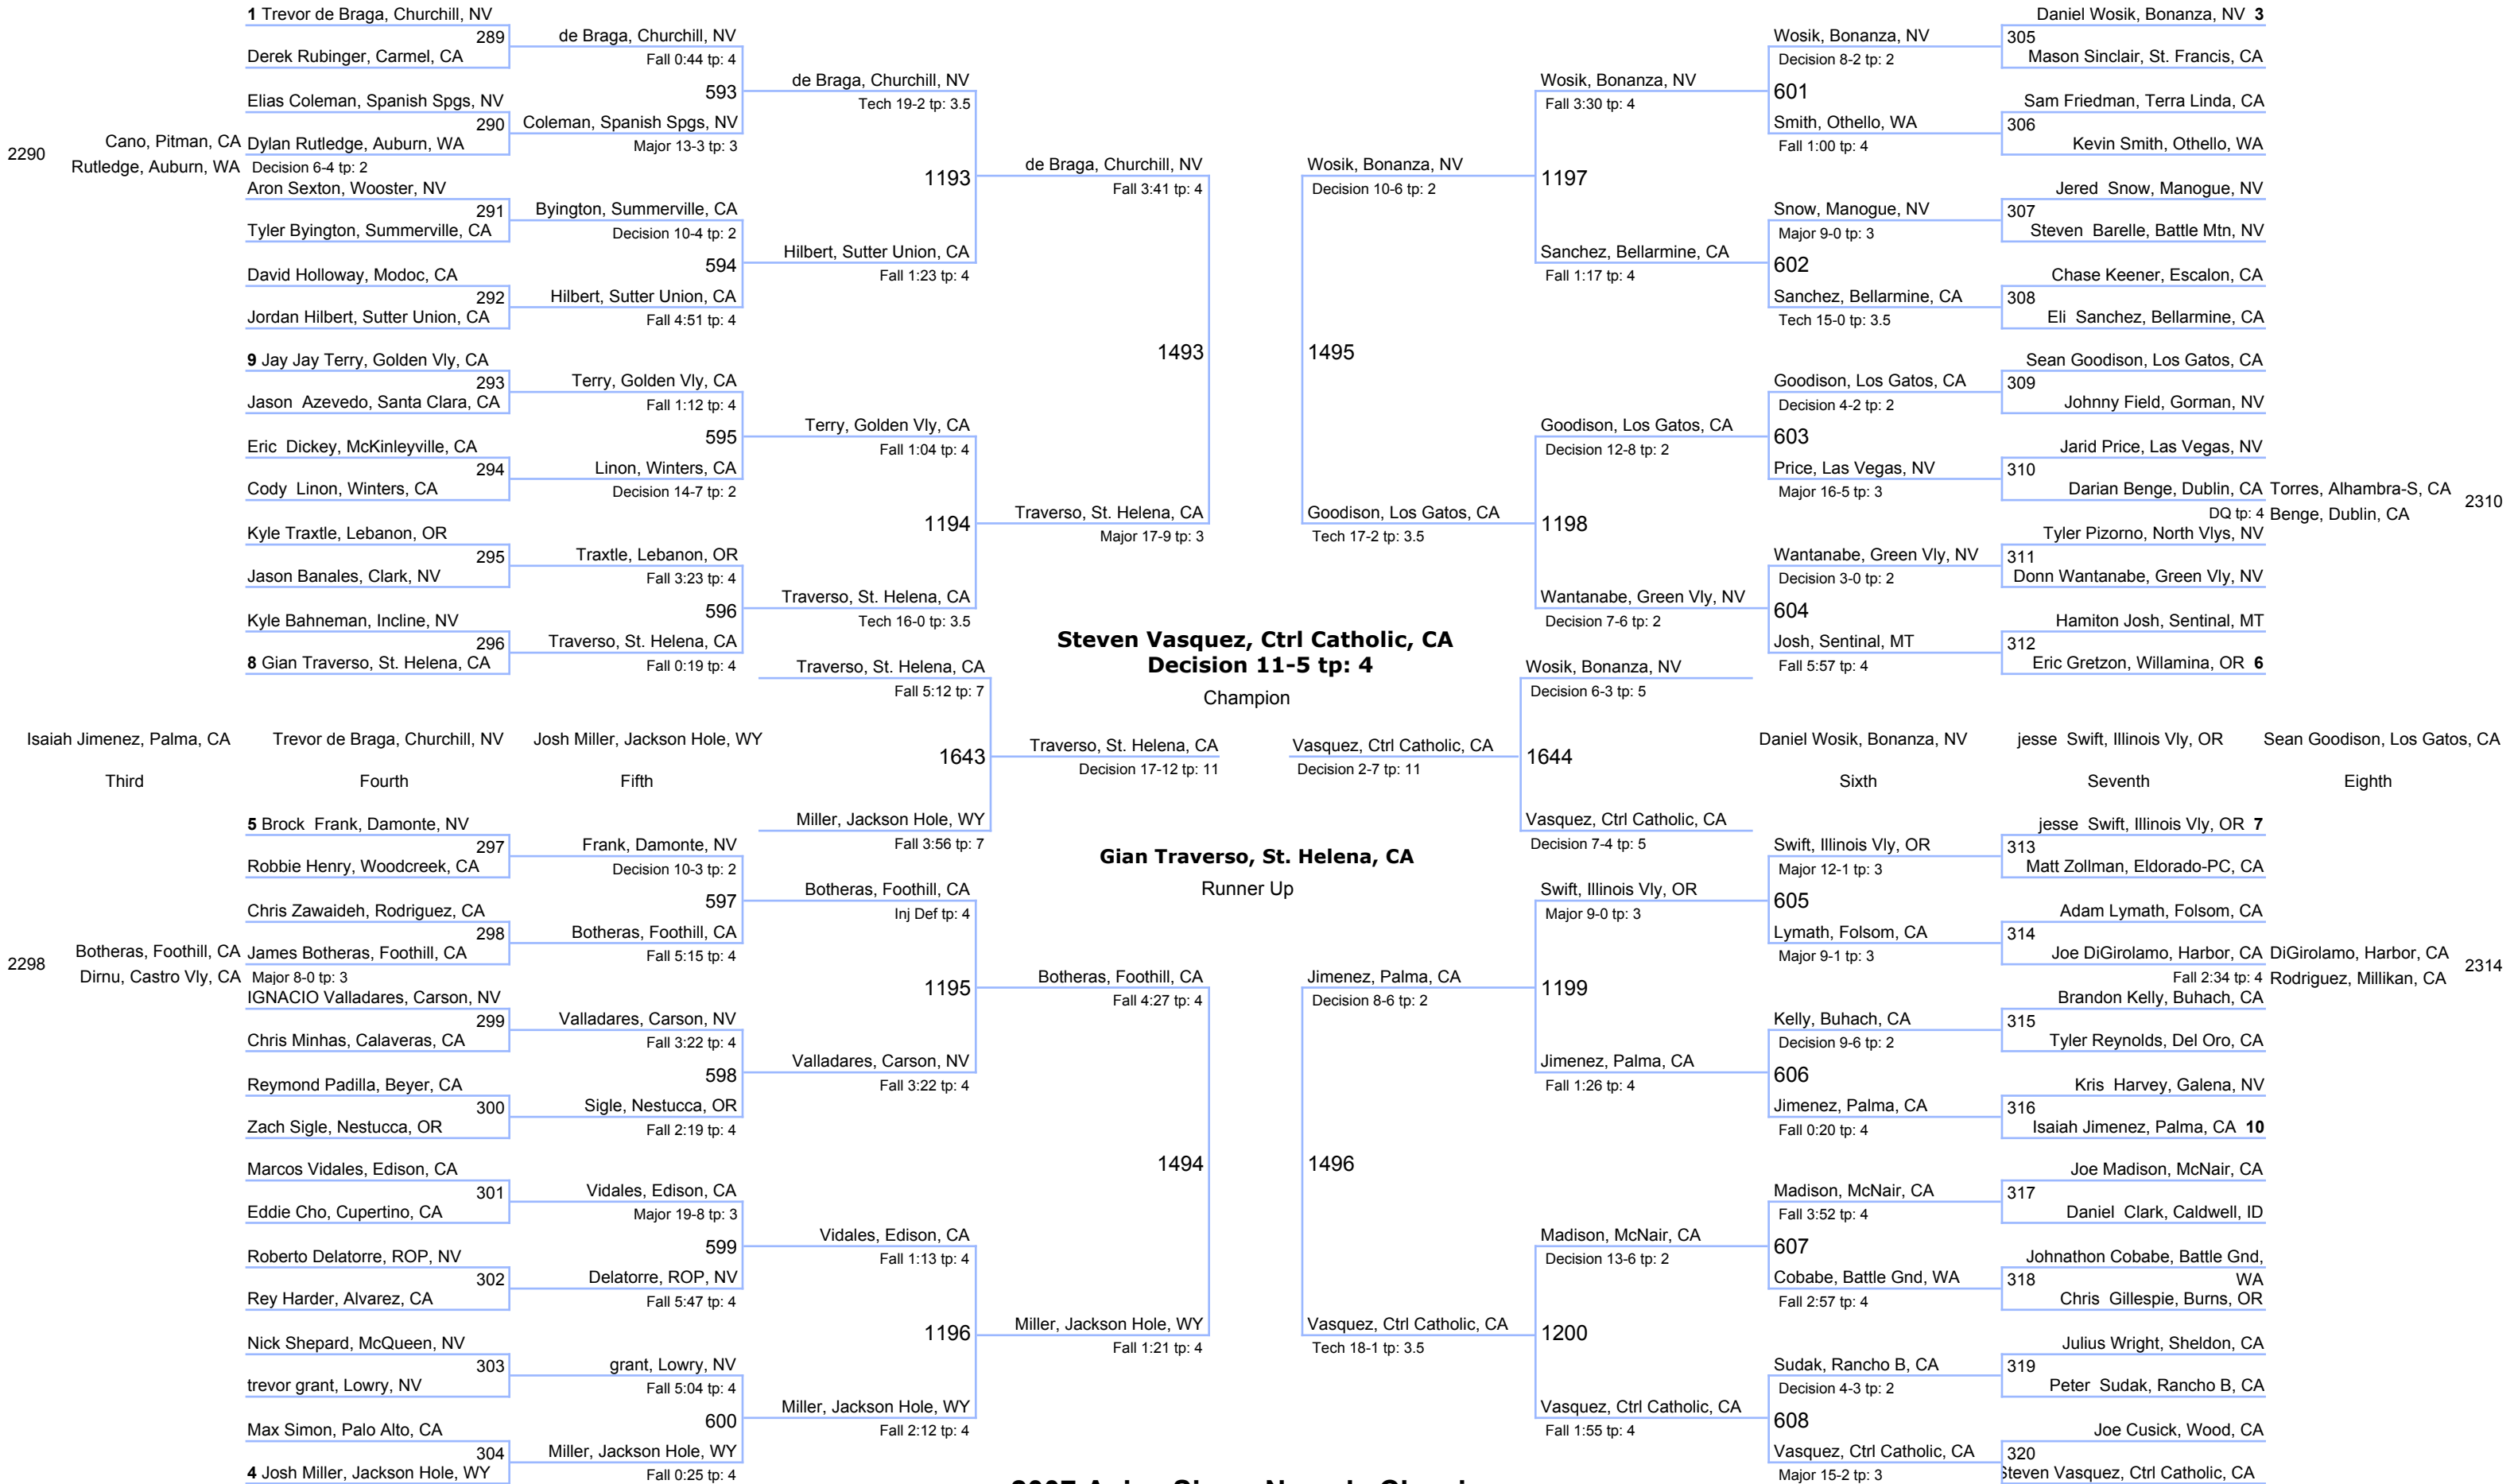 1 Trevor de Braga, Churchill, NV
289
Derek Rubinger, Carmel, CA
Elias Coleman, Spanish Spgs, NV
290
Dylan Rutledge, Auburn, WA
Decision 6-4 tp: 2
2290
Cano, Pitman, CA
Rutledge, Auburn, WA
Aron Sexton, Wooster, NV
291
Tyler Byington, Summerville, CA
David Holloway, Modoc, CA
292
Jordan Hilbert, Sutter Union, CA
9 Jay Jay Terry, Golden Vly, CA
293
Jason Azevedo, Santa Clara, CA
Eric Dickey, McKinleyville, CA
294
Cody Linon, Winters, CA
Kyle Traxtle, Lebanon, OR
295
Jason Banales, Clark, NV
Kyle Bahneman, Incline, NV
296
8 Gian Traverso, St. Helena, CA
de Braga, Churchill, NV
Fall 0:44 tp: 4
593
Coleman, Spanish Spgs, NV
Major 13-3 tp: 3
Byington, Summerville, CA
Decision 10-4 tp: 2
594
Hilbert, Sutter Union, CA
Fall 4:51 tp: 4
Terry, Golden Vly, CA
Fall 1:12 tp: 4
595
Linon, Winters, CA
Decision 14-7 tp: 2
Traxtle, Lebanon, OR
Fall 3:23 tp: 4
596
Traverso, St. Helena, CA
Fall 0:19 tp: 4
de Braga, Churchill, NV
Tech 19-2 tp: 3.5
1193
Hilbert, Sutter Union, CA
Fall 1:23 tp: 4
Terry, Golden Vly, CA
Fall 1:04 tp: 4
1194
Traverso, St. Helena, CA
Tech 16-0 tp: 3.5
de Braga, Churchill, NV
Fall 3:41 tp: 4
1493
Traverso, St. Helena, CA
Major 17-9 tp: 3
Wosik, Bonanza, NV
Decision 10-6 tp: 2
1495
Goodison, Los Gatos, CA
Tech 17-2 tp: 3.5
Wosik, Bonanza, NV
Fall 3:30 tp: 4
1197
Sanchez, Bellarmine, CA
Fall 1:17 tp: 4
Goodison, Los Gatos, CA
Decision 12-8 tp: 2
1198
Wantanabe, Green Vly, NV
Decision 7-6 tp: 2
Wosik, Bonanza, NV
Decision 8-2 tp: 2
601
Smith, Othello, WA
Fall 1:00 tp: 4
Snow, Manogue, NV
Major 9-0 tp: 3
602
Sanchez, Bellarmine, CA
Tech 15-0 tp: 3.5
Goodison, Los Gatos, CA
Decision 4-2 tp: 2
603
Price, Las Vegas, NV
Major 16-5 tp: 3
Wantanabe, Green Vly, NV
Decision 3-0 tp: 2
604
Josh, Sentinal, MT
Fall 5:57 tp: 4
Daniel Wosik, Bonanza, NV 3
305
Mason Sinclair, St. Francis, CA
Sam Friedman, Terra Linda, CA
306
Kevin Smith, Othello, WA
Jered Snow, Manogue, NV
307
Steven Barelle, Battle Mtn, NV
Chase Keener, Escalon, CA
308
Eli Sanchez, Bellarmine, CA
Sean Goodison, Los Gatos, CA
309
Johnny Field, Gorman, NV
Jarid Price, Las Vegas, NV
310
Darian Benge, Dublin, CA
DQ tp: 4
Torres, Alhambra-S, CA
Benge, Dublin, CA
2310
Tyler Pizorno, North Vlys, NV
311
Donn Wantanabe, Green Vly, NV
Hamiton Josh, Sentinal, MT
312
Eric Gretzon, Willamina, OR 6
Steven Vasquez, Ctrl Catholic, CA
Decision 11-5 tp: 4
Champion
Traverso, St. Helena, CA
Fall 5:12 tp: 7
1643
Miller, Jackson Hole, WY
Fall 3:56 tp: 7
Traverso, St. Helena, CA
Decision 17-12 tp: 11
Vasquez, Ctrl Catholic, CA
Decision 2-7 tp: 11
Wosik, Bonanza, NV
Decision 6-3 tp: 5
1644
Vasquez, Ctrl Catholic, CA
Decision 7-4 tp: 5
Isaiah Jimenez, Palma, CA
Third
Trevor de Braga, Churchill, NV
Fourth
Josh Miller, Jackson Hole, WY
Fifth
Daniel Wosik, Bonanza, NV
Sixth
jesse Swift, Illinois Vly, OR
Seventh
Sean Goodison, Los Gatos, CA
Eighth
Gian Traverso, St. Helena, CA
Runner Up
5 Brock Frank, Damonte, NV
297
Robbie Henry, Woodcreek, CA
Chris Zawaideh, Rodriguez, CA
298
James Botheras, Foothill, CA
Major 8-0 tp: 3
2298
Botheras, Foothill, CA
Dirnu, Castro Vly, CA
IGNACIO Valladares, Carson, NV
299
Chris Minhas, Calaveras, CA
Reymond Padilla, Beyer, CA
300
Zach Sigle, Nestucca, OR
Marcos Vidales, Edison, CA
301
Eddie Cho, Cupertino, CA
Roberto Delatorre, ROP, NV
302
Rey Harder, Alvarez, CA
Nick Shepard, McQueen, NV
303
trevor grant, Lowry, NV
Max Simon, Palo Alto, CA
304
4 Josh Miller, Jackson Hole, WY
Frank, Damonte, NV
Decision 10-3 tp: 2
597
Botheras, Foothill, CA
Fall 5:15 tp: 4
Valladares, Carson, NV
Fall 3:22 tp: 4
598
Sigle, Nestucca, OR
Fall 2:19 tp: 4
Vidales, Edison, CA
Major 19-8 tp: 3
599
Delatorre, ROP, NV
Fall 5:47 tp: 4
grant, Lowry, NV
Fall 5:04 tp: 4
600
Miller, Jackson Hole, WY
Fall 0:25 tp: 4
Botheras, Foothill, CA
Inj Def tp: 4
1195
Valladares, Carson, NV
Fall 3:22 tp: 4
Vidales, Edison, CA
Fall 1:13 tp: 4
1196
Miller, Jackson Hole, WY
Fall 2:12 tp: 4
Botheras, Foothill, CA
Fall 4:27 tp: 4
1494
Miller, Jackson Hole, WY
Fall 1:21 tp: 4
Jimenez, Palma, CA
Decision 8-6 tp: 2
1496
Vasquez, Ctrl Catholic, CA
Tech 18-1 tp: 3.5
Swift, Illinois Vly, OR
Major 9-0 tp: 3
1199
Jimenez, Palma, CA
Fall 1:26 tp: 4
Madison, McNair, CA
Decision 13-6 tp: 2
1200
Vasquez, Ctrl Catholic, CA
Fall 1:55 tp: 4
Swift, Illinois Vly, OR
Major 12-1 tp: 3
605
Lymath, Folsom, CA
Major 9-1 tp: 3
Kelly, Buhach, CA
Decision 9-6 tp: 2
606
Jimenez, Palma, CA
Fall 0:20 tp: 4
Madison, McNair, CA
Fall 3:52 tp: 4
607
Cobabe, Battle Gnd, WA
Fall 2:57 tp: 4
Sudak, Rancho B, CA
Decision 4-3 tp: 2
608
Vasquez, Ctrl Catholic, CA
Major 15-2 tp: 3
jesse Swift, Illinois Vly, OR 7
313
Matt Zollman, Eldorado-PC, CA
Adam Lymath, Folsom, CA
314
Joe DiGirolamo, Harbor, CA
Fall 2:34 tp: 4
DiGirolamo, Harbor, CA
Rodriguez, Millikan, CA
2314
Brandon Kelly, Buhach, CA
315
Tyler Reynolds, Del Oro, CA
Kris Harvey, Galena, NV
316
Isaiah Jimenez, Palma, CA 10
Joe Madison, McNair, CA
317
Daniel Clark, Caldwell, ID
Johnathon Cobabe, Battle Gnd,
WA
318
Chris Gillespie, Burns, OR
Julius Wright, Sheldon, CA
319
Peter Sudak, Rancho B, CA
Joe Cusick, Wood, CA
320
Steven Vasquez, Ctrl Catholic, CA